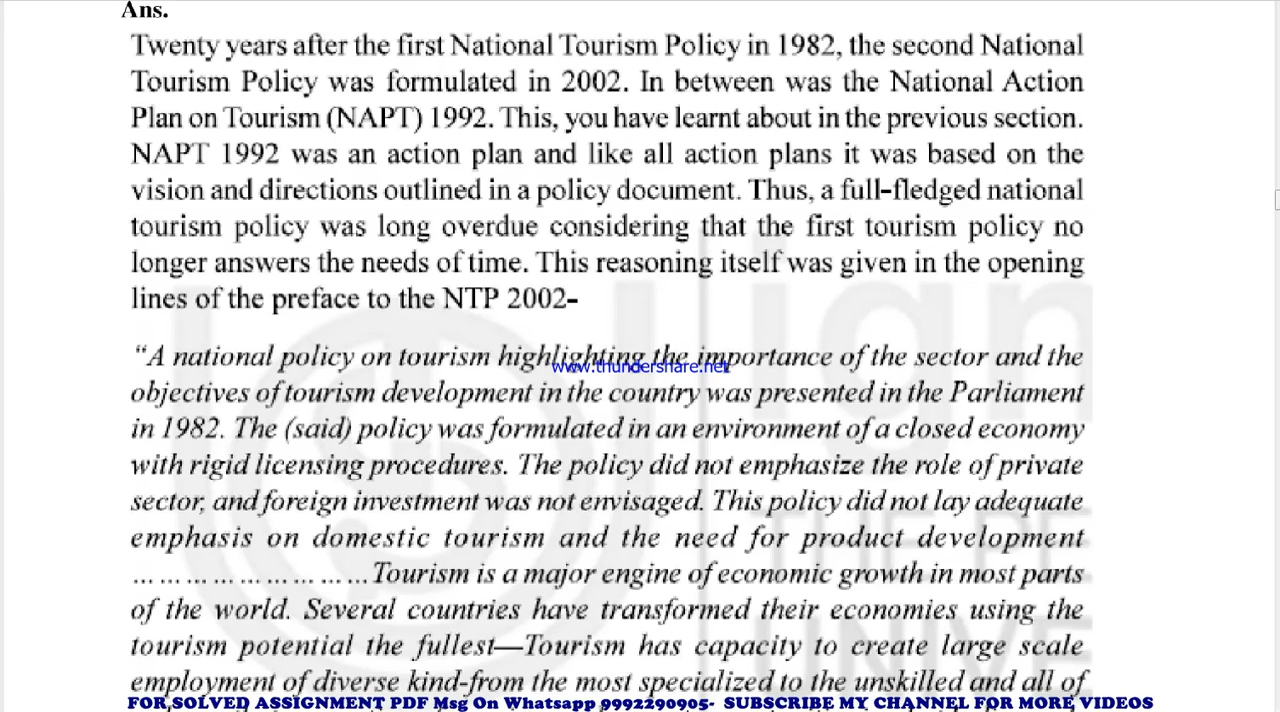 Ans.
Twenty years after the first National Tourism Policy in 1982, the second National
Tourism Policy was formulated in 2002. In between was the National Action
Plan on Tourism (NAPT) 1992. This, you have learnt about in the previous section.
NAPT 1992 was an action plan and like all action plans it was based on the
vision and directions outlined in a policy document. Thus, a full-fledged national
tourism policy was long overdue considering that the first tourism policy no
longer answers the needs of time. This reasoning itself was given in the opening
lines of the preface to the NTP 2002-
“A national policy on tourism highlighting the importance of the sector and the
www.thundershare.net
objectives of tourism development in the country was presented in the Parliament
in 1982. The (said) policy was formulated in an environment of a closed economy
with rigid licensing procedures. The policy did not emphasize the role of private
sector, and foreign investment was not envisaged. This policy did not lay adequate
emphasis on domestic tourism and the need for product development
... ... ... ... ... ... ... ... ... Tourism is a major engine of economic growth in most parts
of the world. Several countries have transformed their economies using the
tourism potential the fullest—Tourism has capacity to create large scale
employment of diverse kind-from the most specialized to the unskilled and all of
FOR SOLVED ASSIGNMENT PDF Msg On Whatsapp 9992290905- SUBSCRIBE MY CHANNEL FOR MORE VIDEOS